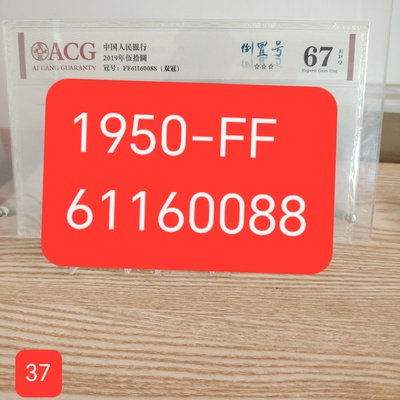 ACG
AI CANG GUARANTY
中国人民银行
2019年伍拾圆
冠号: FF61160088 (双冠)
倒置号
☆☆☆
67
EPQ
Superb Gem Unc
1950-FF
61160088
37